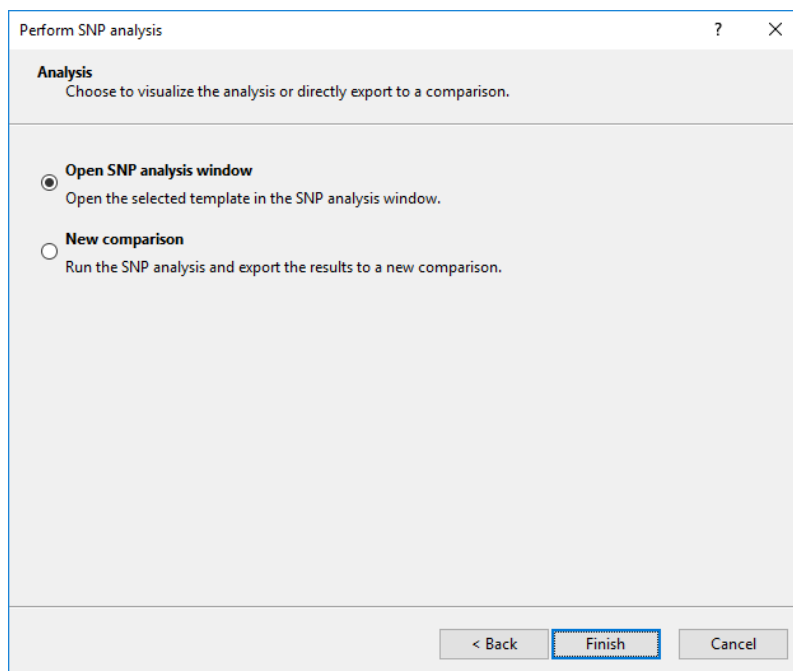 Perform SNP analysis ?
Analysis
Choose to visualize the analysis or directly export to a comparison.
Open SNP analysis window
Open the selected template in the SNP analysis window.
New comparison
Run the SNP analysis and export the results to a new comparison.
< Back Finish Cancel